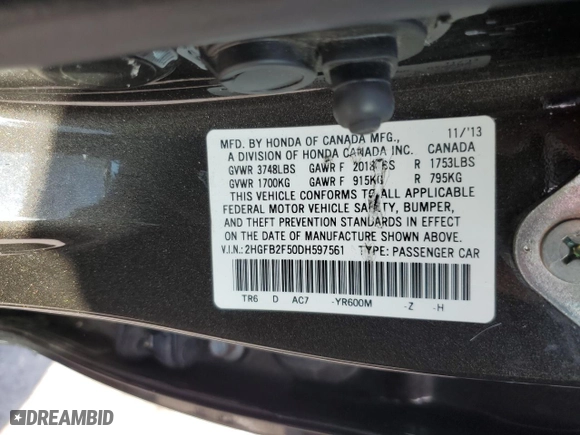 MFD. BY HONDA OF CANADA MFG., 11/'13
A DIVISION OF HONDA CANADA INC. CANADA
GVWR 3748LBS GAWR F 2018LBS R 1753LBS
GVWR 1700KG GAWR F 915KG R 795KG
THIS VEHICLE CONFORMS TO ALL APPLICABLE
FEDERAL MOTOR VEHICLE SAFETY, BUMPER,
AND THEFT PREVENTION STANDARDS IN EFFECT
ON THE DATE OF MANUFACTURE SHOWN ABOVE.
V.I.N.: 2HGFB2F50DH597561 TYPE: PASSENGER CAR
TR6 D AC7 -YR600M -Z -H
DREAMBID